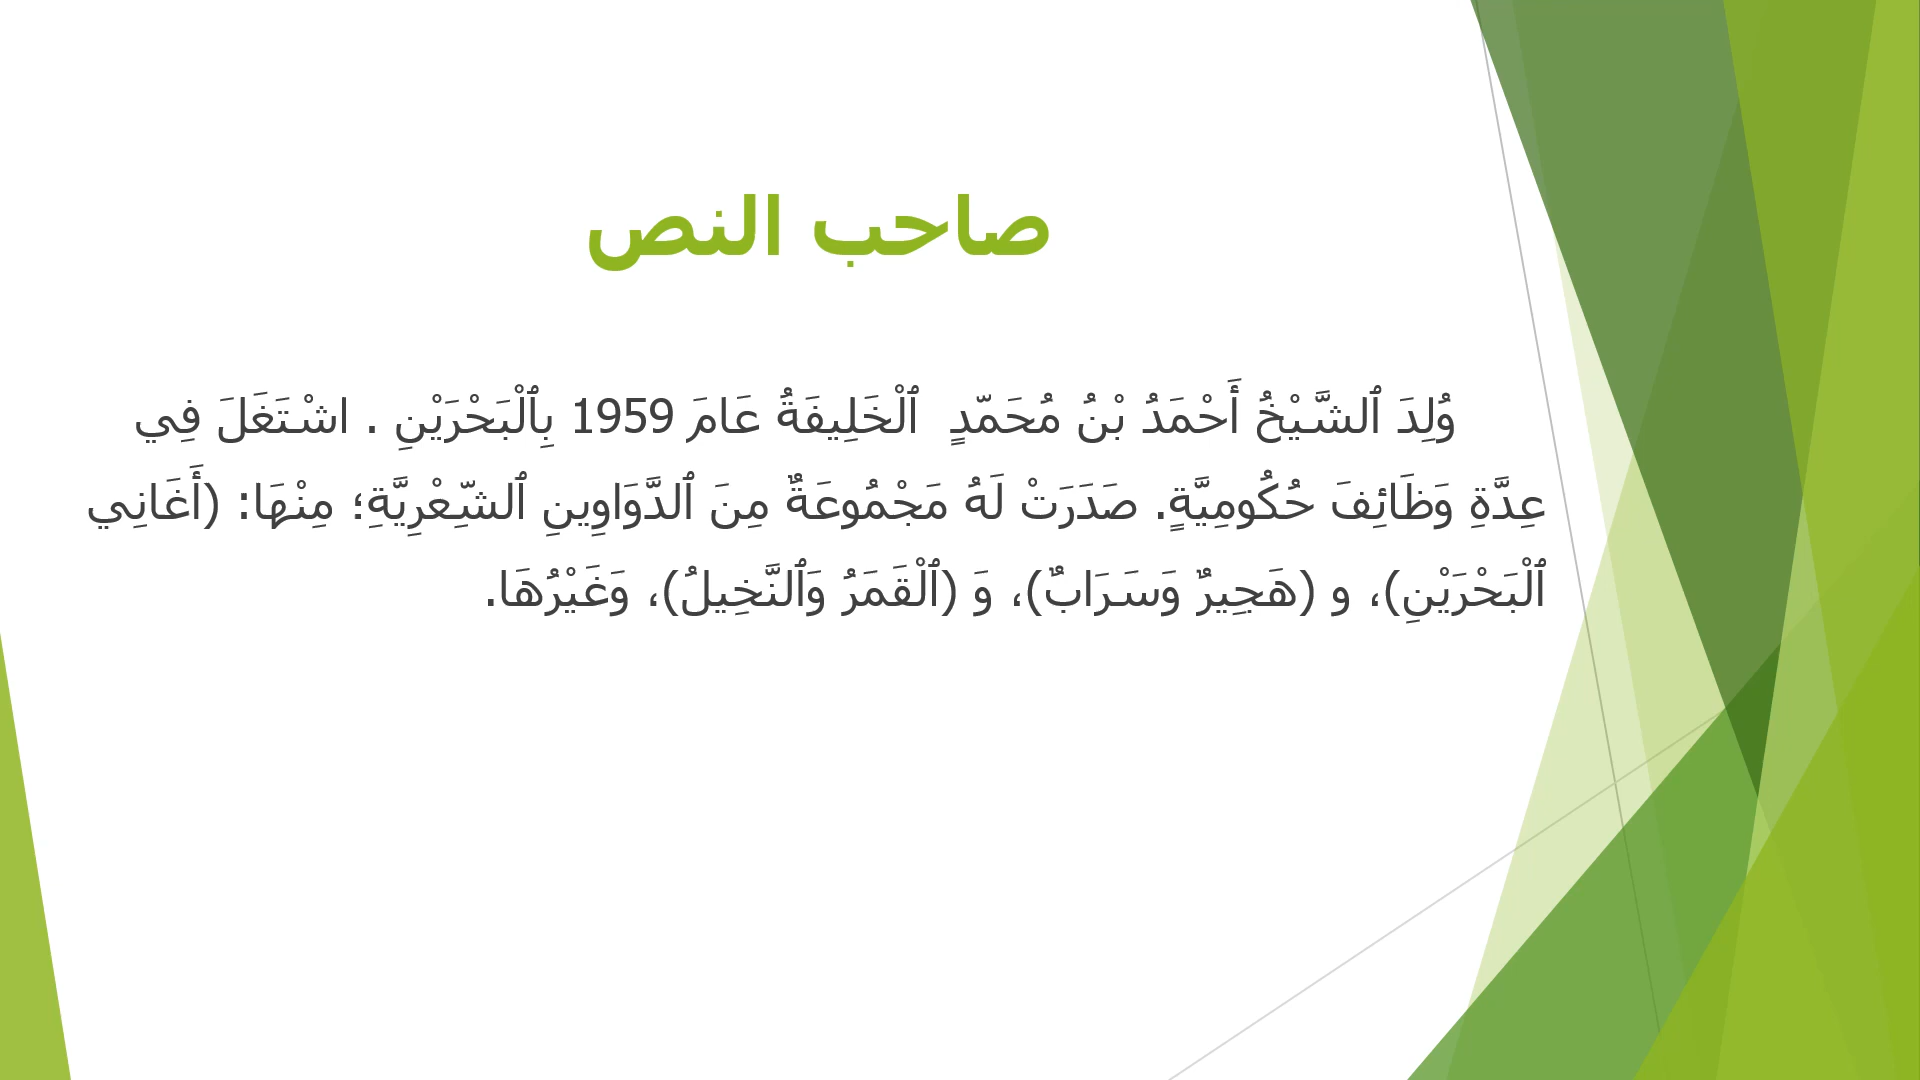 صاحب النص
وُلِدَ ٱلشَّيْخُ أَحْمَدُ بْنُ مُحَمّدٍ ٱلْخَلِيفَةُ عَامَ 1959 بِٱلْبَحْرَيْنِ . اشْتَغَلَ فِي
عِدَّةِ وَظَائِفَ حُكُومِيَّةٍ. صَدَرَتْ لَهُ مَجْمُوعَةٌ مِنَ ٱلدَّوَاوِينِ ٱلشّعْرِيَّةِ؛ مِنْهَا: (أَغَانِي
ٱلْبَحْرَيْنِ)، و (هَجِيرٌ وَسَرَابٌ)، وَ (ٱلْقَمَرُ وَٱلنَّخِيلُ)، وَغَيْرُهَا.